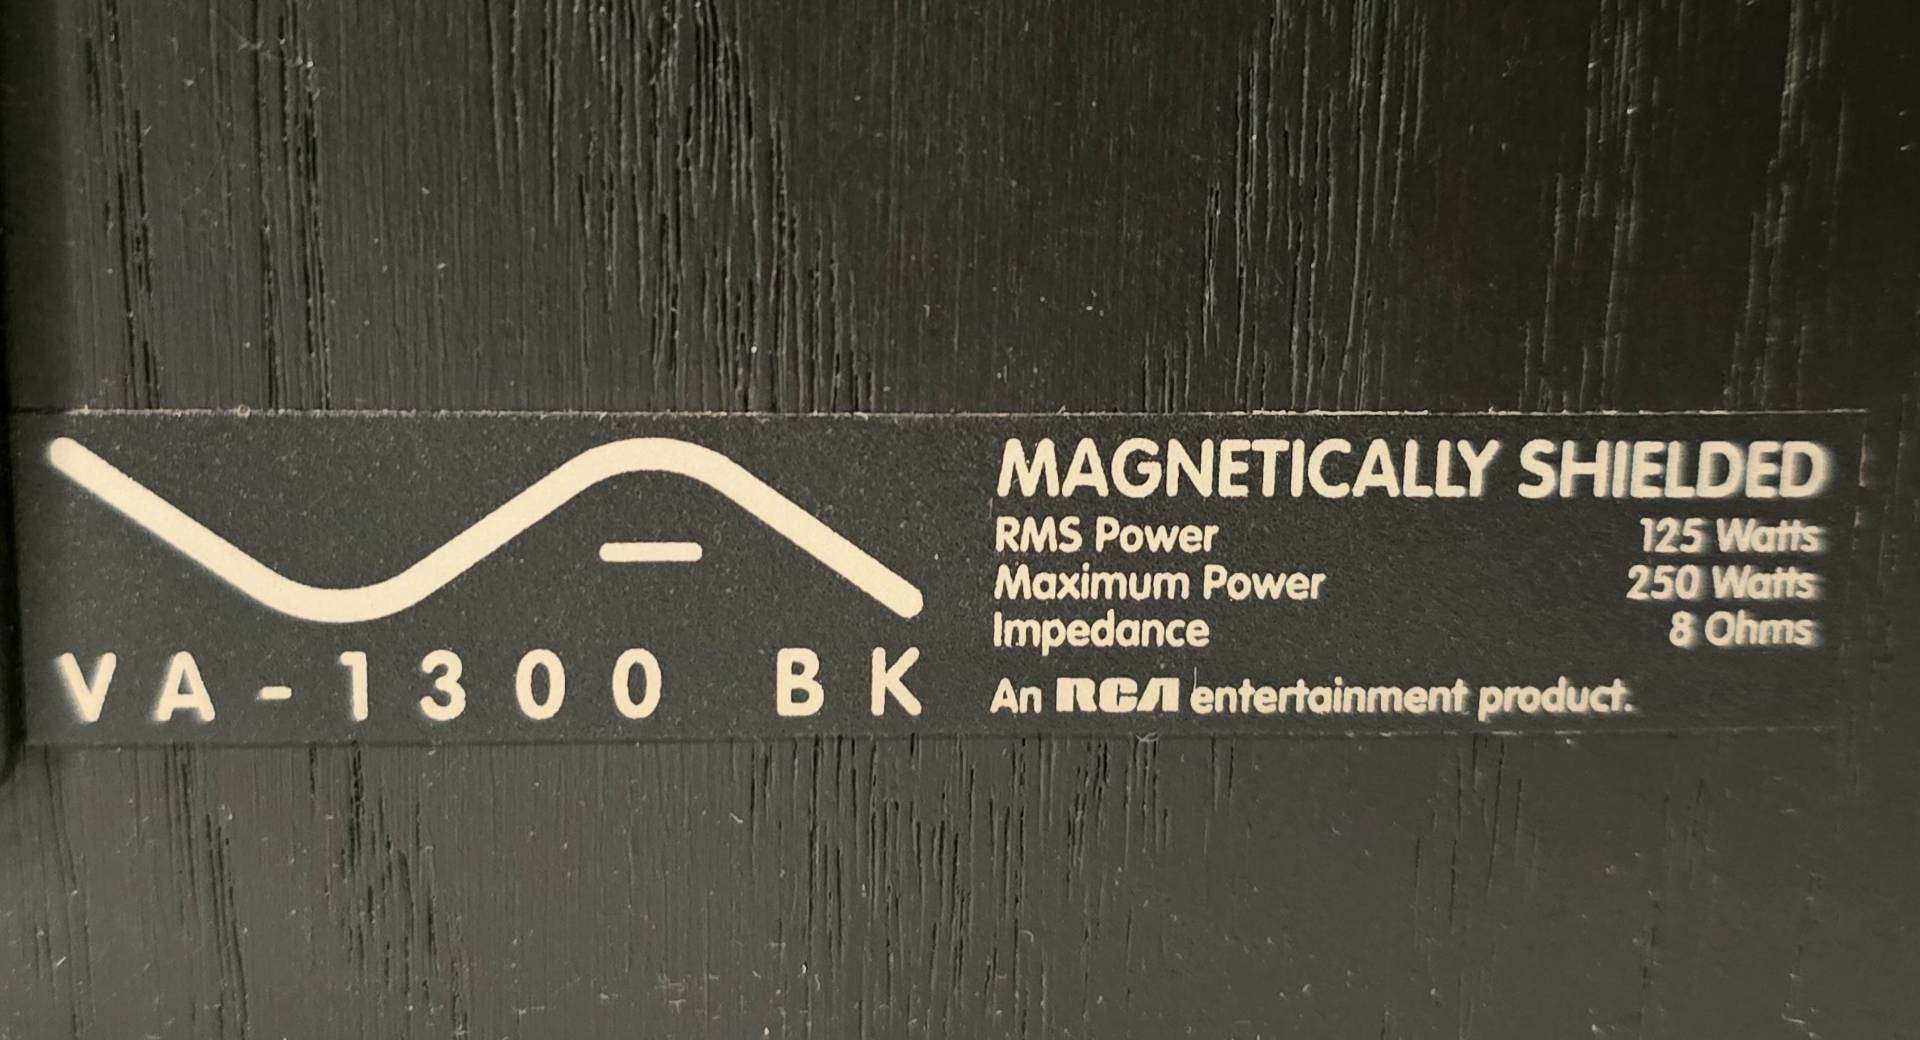 VA-1300 BK
MAGNETICALLY SHIELDED
RMS Power 125 Watts
Maximum Power 250 Watts
Impedance 8 Ohms
An RCA entertainment product.